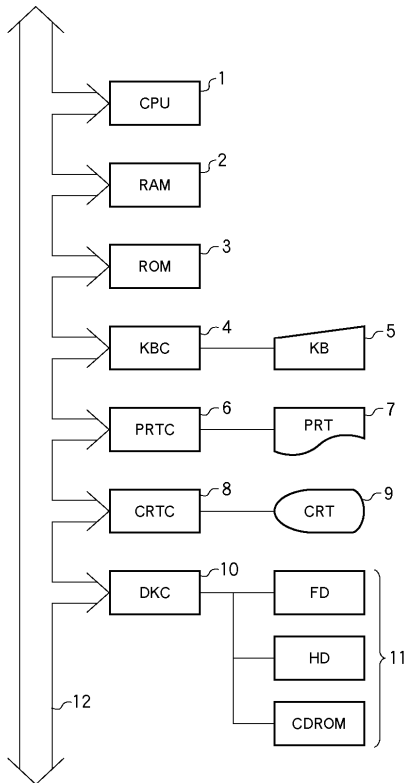 1
CPU
2
RAM
3
ROM
4
KBC
5
KB
6
PRTC
7
PRT
8
CRTC
9
CRT
10
DKC
FD
HD
11
CDROM
12